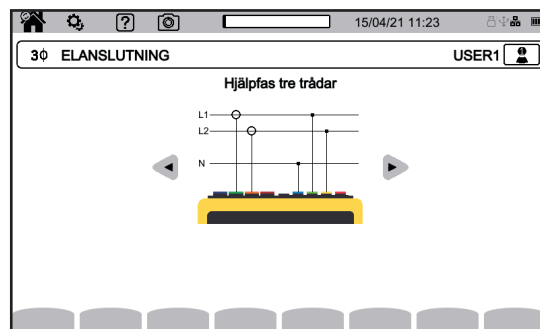 15/04/21 11:23
3ϕ ELANSLUTNING USER1
Hjälpfas tre trådar
L1
L2
N